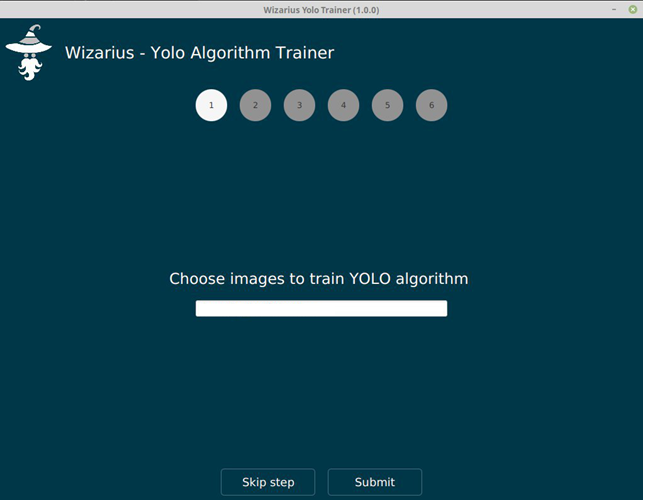 Wizarius Yolo Trainer (1.0.0)
Wizarius - Yolo Algorithm Trainer
1 2 3 4 5 6
Choose images to train YOLO algorithm
Skip step Submit